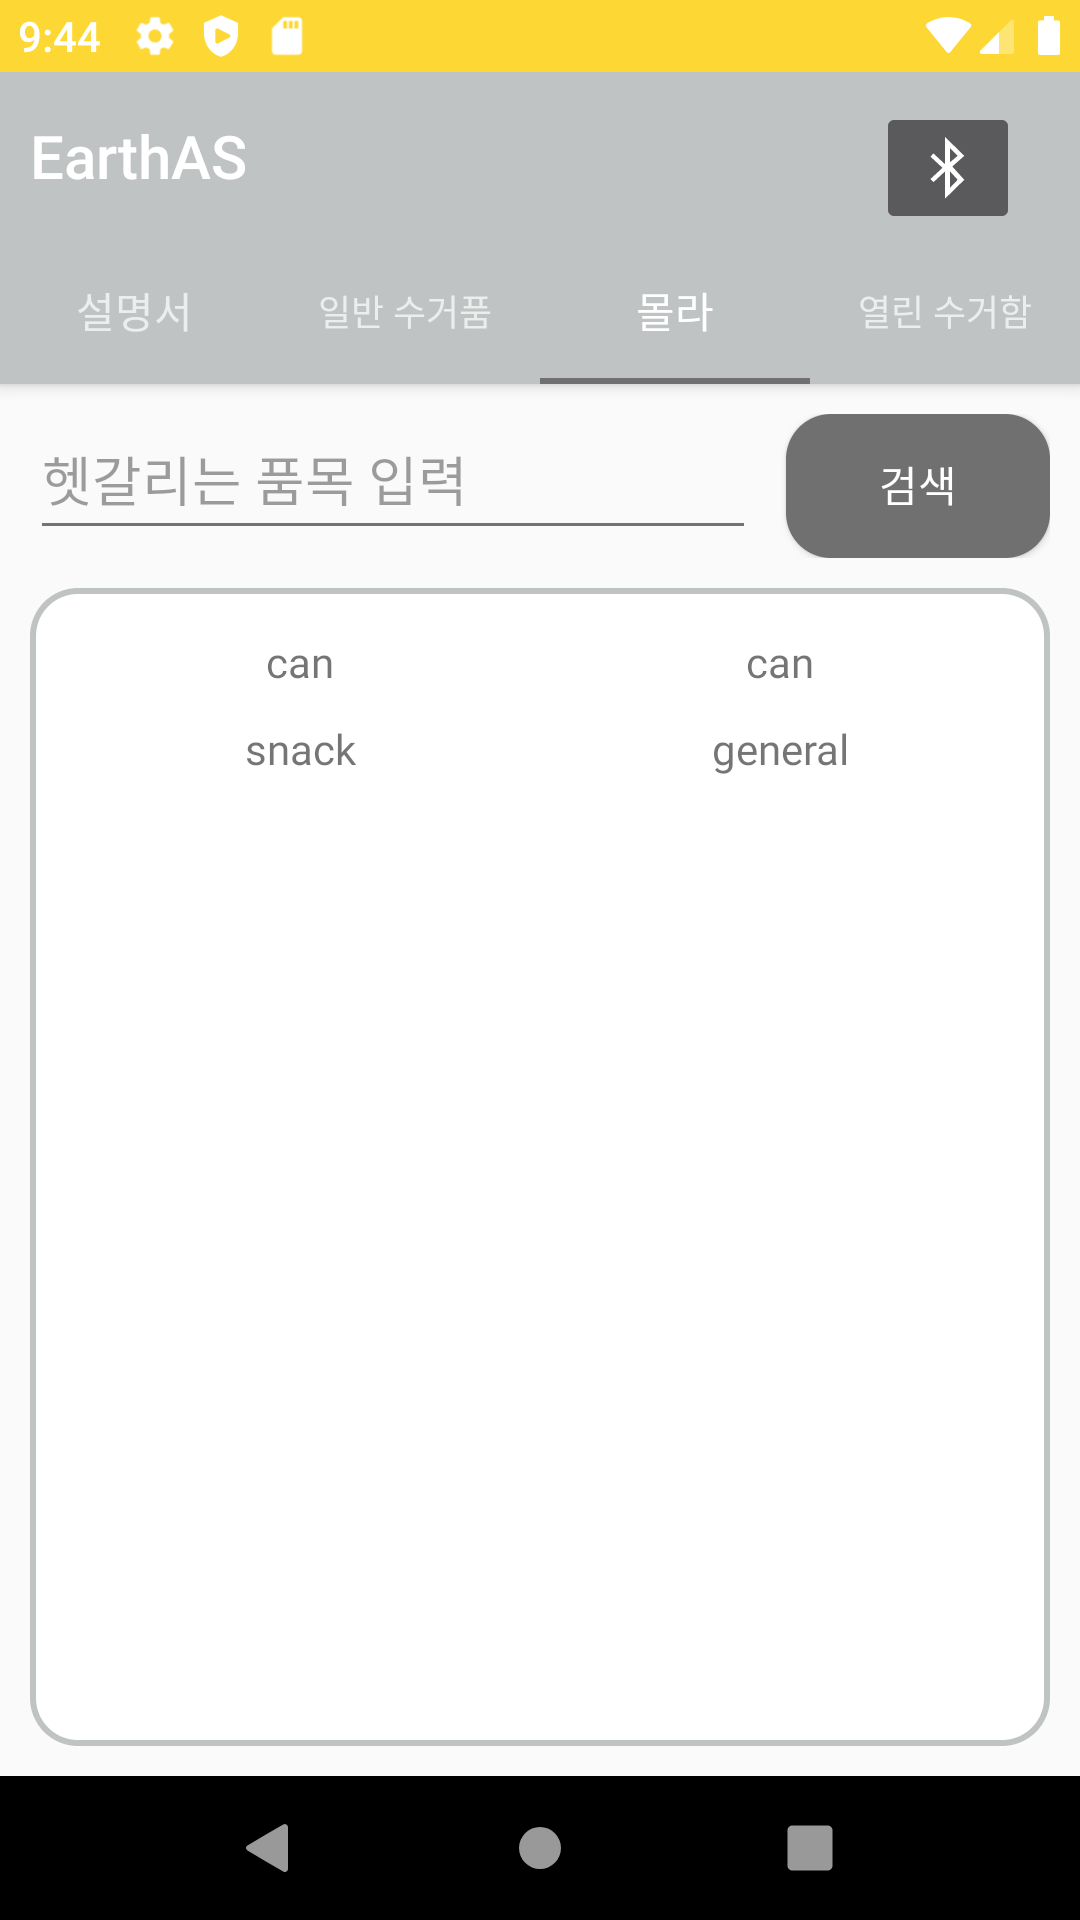 9:44
EarthAS
설명서 일반 수거품 몰라 열린 수거함
헷갈리는 품목 입력 검색
can can
snack general